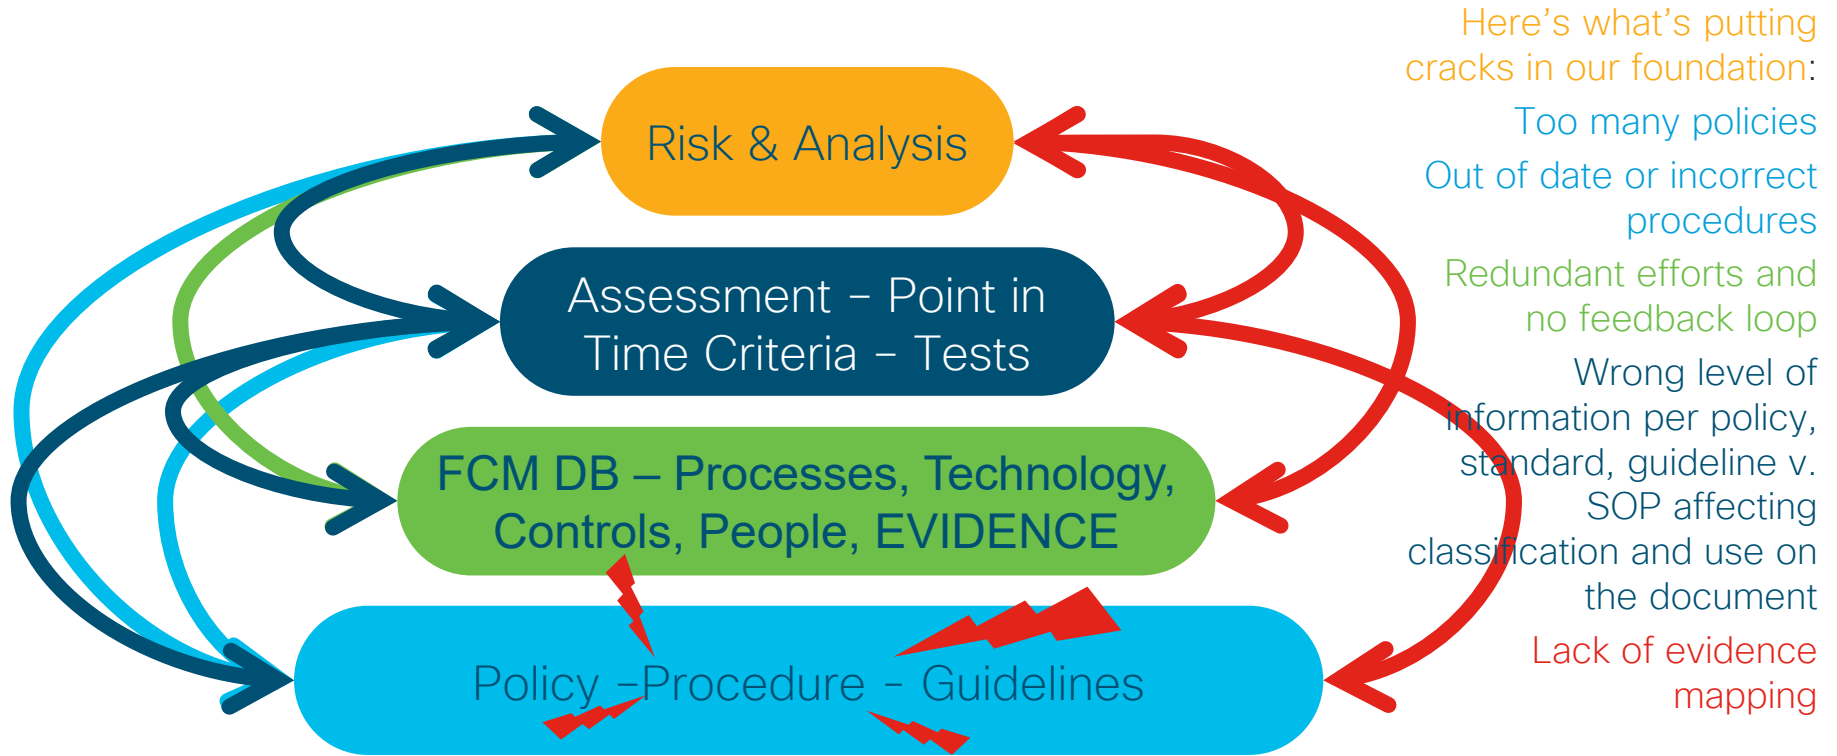 Risk & Analysis
Assessment – Point in
Time Criteria – Tests
FCM DB – Processes, Technology,
Controls, People, EVIDENCE
Policy –Procedure – Guidelines
Here’s what’s putting
cracks in our foundation:
Too many policies
Out of date or incorrect
procedures
Redundant efforts and
no feedback loop
Wrong level of
information per policy,
standard, guideline v.
SOP affecting
classification and use on
the document
Lack of evidence
mapping